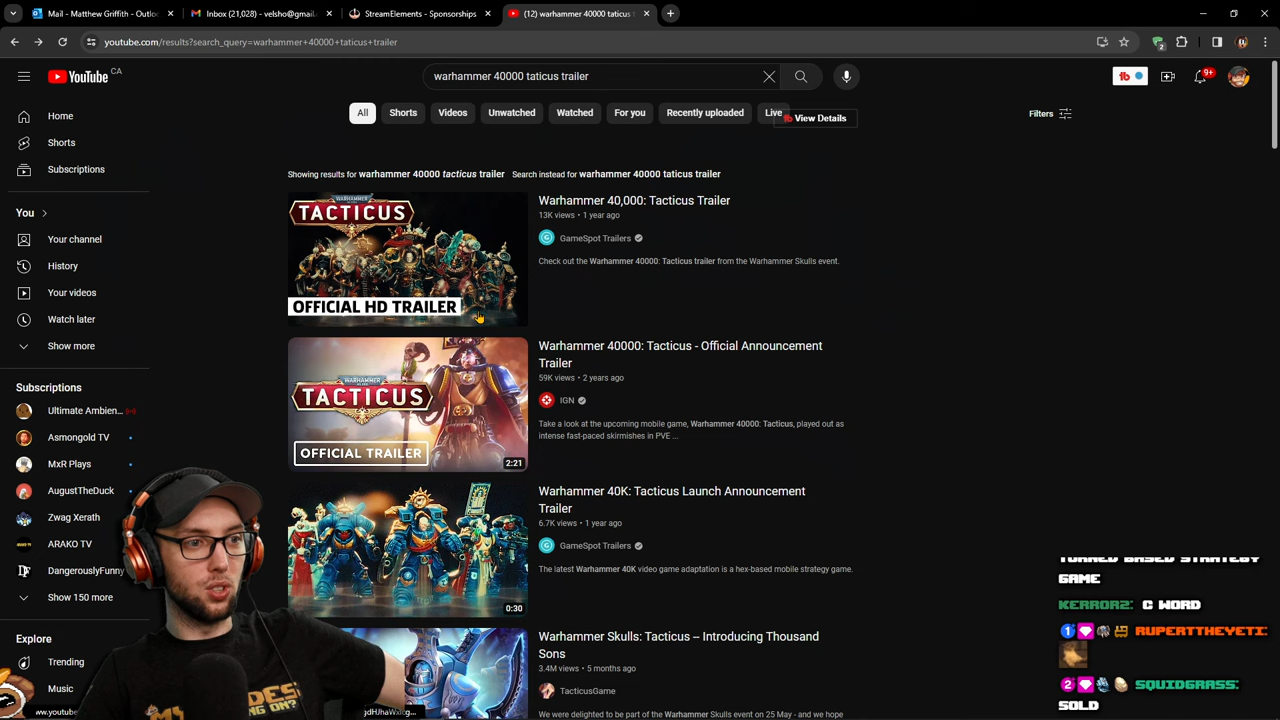 Mail - Matthew Griffith - Outlo
Inbox (21,028) - velsho@gmail.
StreamElements - Sponsorships
(12) warhammer 40000 taticus t
youtube.com/results?search_query=warhammer+40000+taticus+trailer
YouTube CA
warhammer 40000 taticus trailer
9+
All
Shorts
Videos
Unwatched
Watched
For you
Recently uploaded
Live
View Details
Filters
Home
Shorts
Subscriptions
You
Your channel
History
Your videos
Watch later
Show more
Subscriptions
Ultimate Ambien...
Asmongold TV
MxR Plays
AugustTheDuck
Zwag Xerath
ARAKO TV
DangerouslyFunny
Show 150 more
Explore
Trending
Music
Showing results for warhammer 40000 tacticus trailer Search instead for warhammer 40000 taticus trailer
WARHAMMER
TACTICUS
OFFICIAL HD TRAILER
Warhammer 40,000: Tacticus Trailer
13K views • 1 year ago
GameSpot Trailers
Check out the Warhammer 40000: Tacticus trailer from the Warhammer Skulls event.
WARHAMMER
TACTICUS
OFFICIAL TRAILER
2:21
Warhammer 40000: Tacticus - Official Announcement
Trailer
59K views • 2 years ago
IGN
Take a look at the upcoming mobile game, Warhammer 40000: Tacticus, played out as
intense fast-paced skirmishes in PVE ...
0:30
Warhammer 40K: Tacticus Launch Announcement
Trailer
6.7K views • 1 year ago
GameSpot Trailers
The latest Warhammer 40K video game adaptation is a hex-based mobile strategy game.
Warhammer Skulls: Tacticus – Introducing Thousand
Sons
3.4M views • 5 months ago
TacticusGame
We were delighted to be part of the Warhammer Skulls event on 25 May - and we hope
TURNED BASED STRATEGY
GAME
KERRORZ: C WORD
RUPERTTHEYETI:
SQUIDGRASS:
SOLD